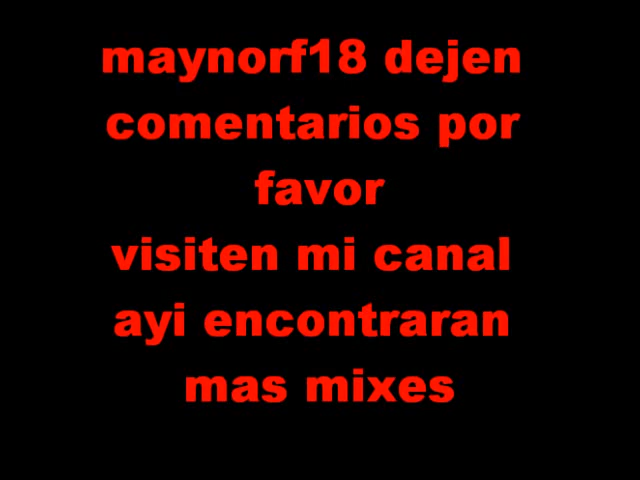 maynorf18 dejen
comentarios por
favor
visiten mi canal
ayi encontraran
mas mixes